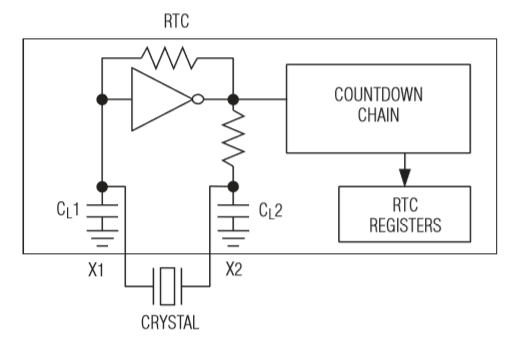 RTC
COUNTDOWN
CHAIN
CL1
CL2
RTC
REGISTERS
X1
X2
CRYSTAL